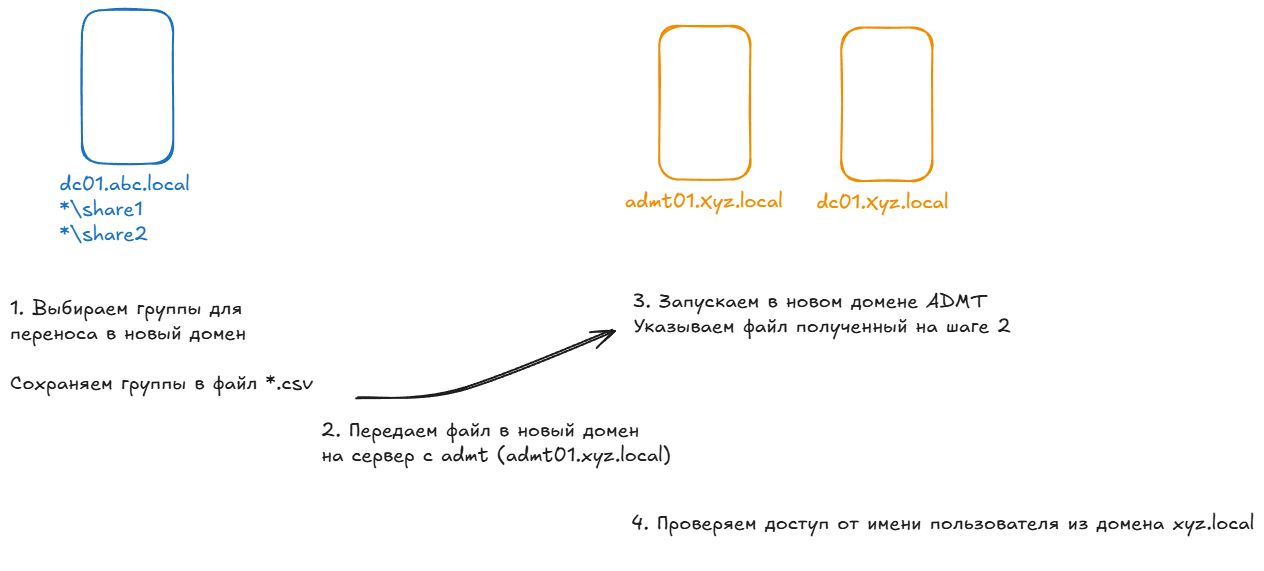 dc01.abc.local
*\share1
*\share2
admt01.xyz.local
dc01.xyz.local
1. Выбираем группы для
переноса в новый домен
Сохраняем группы в файл *.csv
2. Передаем файл в новый домен
на сервер с admt (admt01.xyz.local)
3. Запускаем в новом домене ADMT
Указываем файл полученный на шаге 2
4. Проверяем доступ от имени пользователя из домена xyz.local